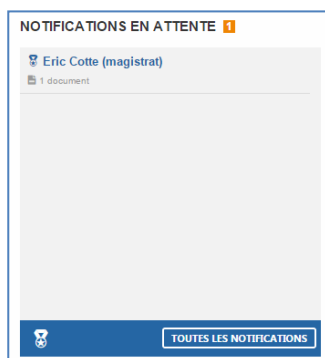 NOTIFICATIONS EN ATTENTE 1
Eric Cotte (magistrat)
1 document
TOUTES LES NOTIFICATIONS